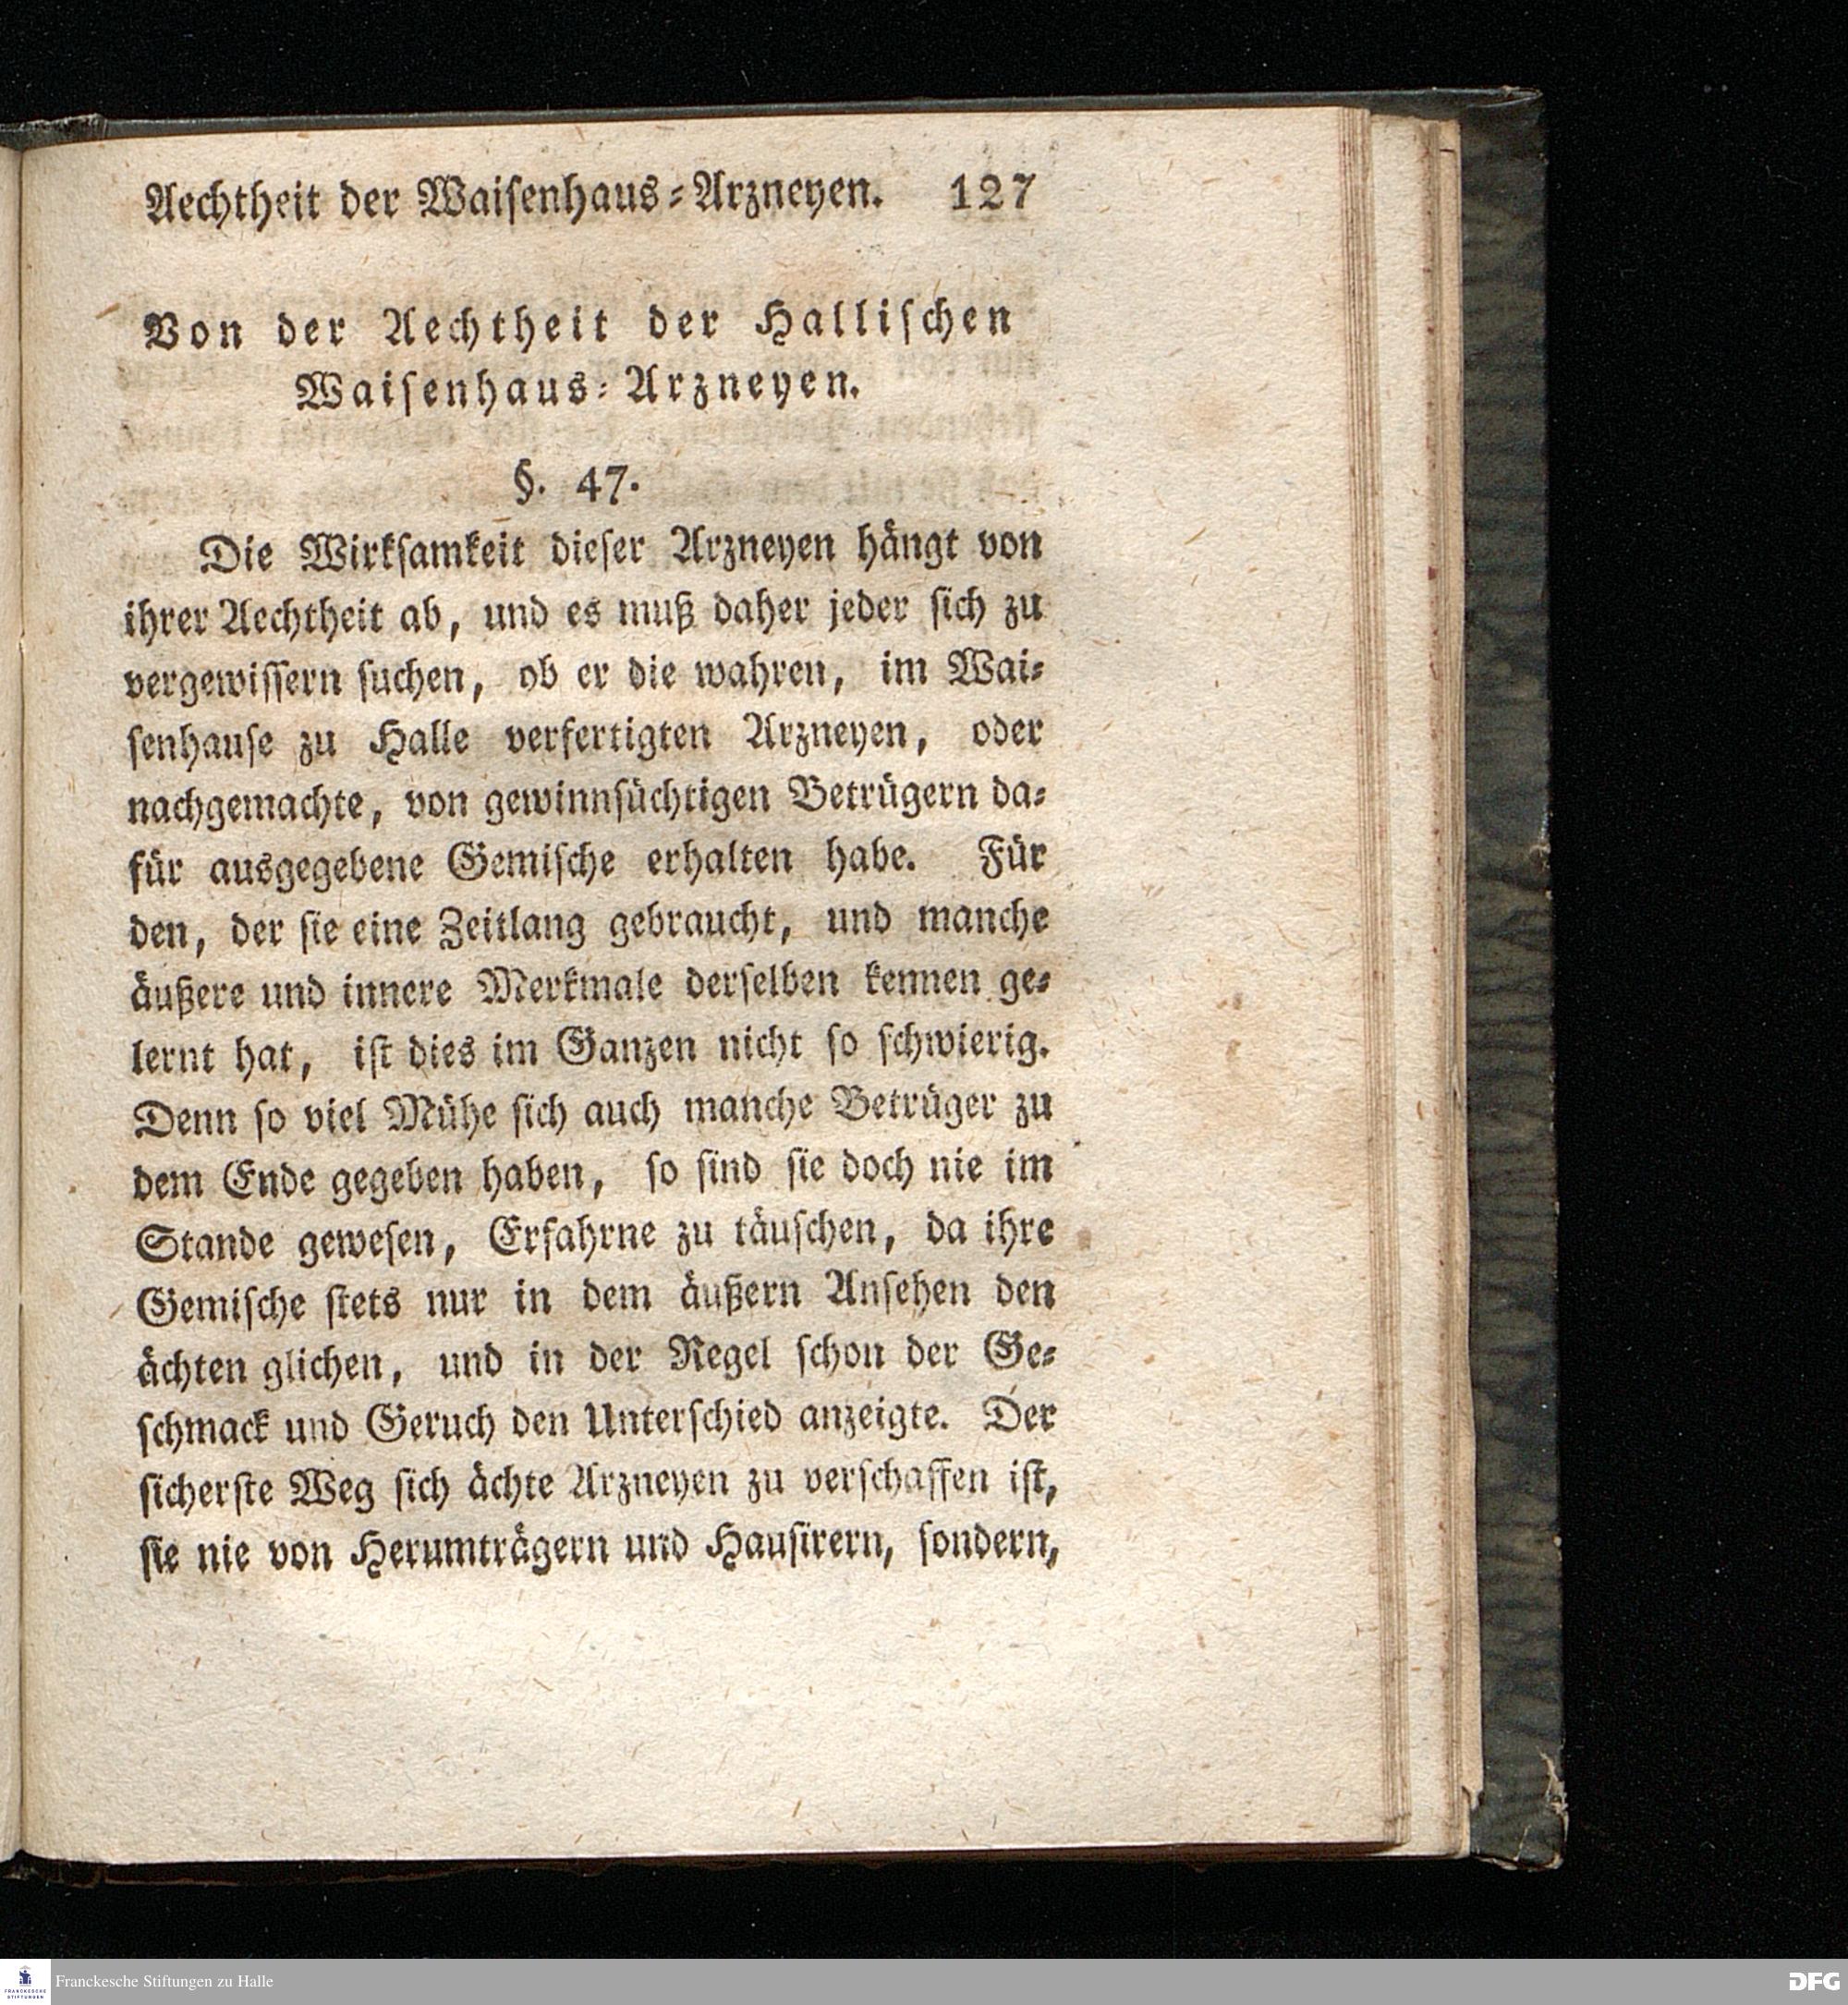 Aechtheit der Waiſenhaus⸗Arzneyen. 127
Von der Aechtheit der Halliſchen
Waiſenhaus⸗Arzneyen.
§. 47.
Die Wirkſamkeit dieſer Arzneyen hängt von
ihrer Aechtheit ab, und es muß daher jeder ſich zu
vergewiſſern ſuchen, ob er die wahren, im Wai⸗
ſenhauſe zu Halle verfertigten Arzneyen, oder
nachgemachte, von gewinnſüchtigen Betrügern da⸗
für ausgegebene Gemiſche erhalten habe. Für
den, der ſie eine Zeitlang gebraucht, und manche
äußere und innere Merkmale derſelben kennen ge⸗
lernt hat, iſt dies im Ganzen nicht ſo ſchwierig.
Denn ſo viel Mühe ſich auch manche Betrüger zu
dem Ende gegeben haben, ſo ſind ſie doch nie im
Stande geweſen, Erfahrne zu täuſchen, da ihre
Gemiſche ſtets nur in dem äußern Anſehen den
ächten glichen, und in der Regel ſchon der Ge⸗
ſchmack und Geruch den Unterſchied anzeigte. Der
ſicherſte Weg ſich ächte Arzneyen zu verſchaffen iſt,
ſie nie von Herumträgern und Hauſirern, ſondern,
FRANCKESCHE
STIFTUNGEN
Franckesche Stiftungen zu Halle
DFG